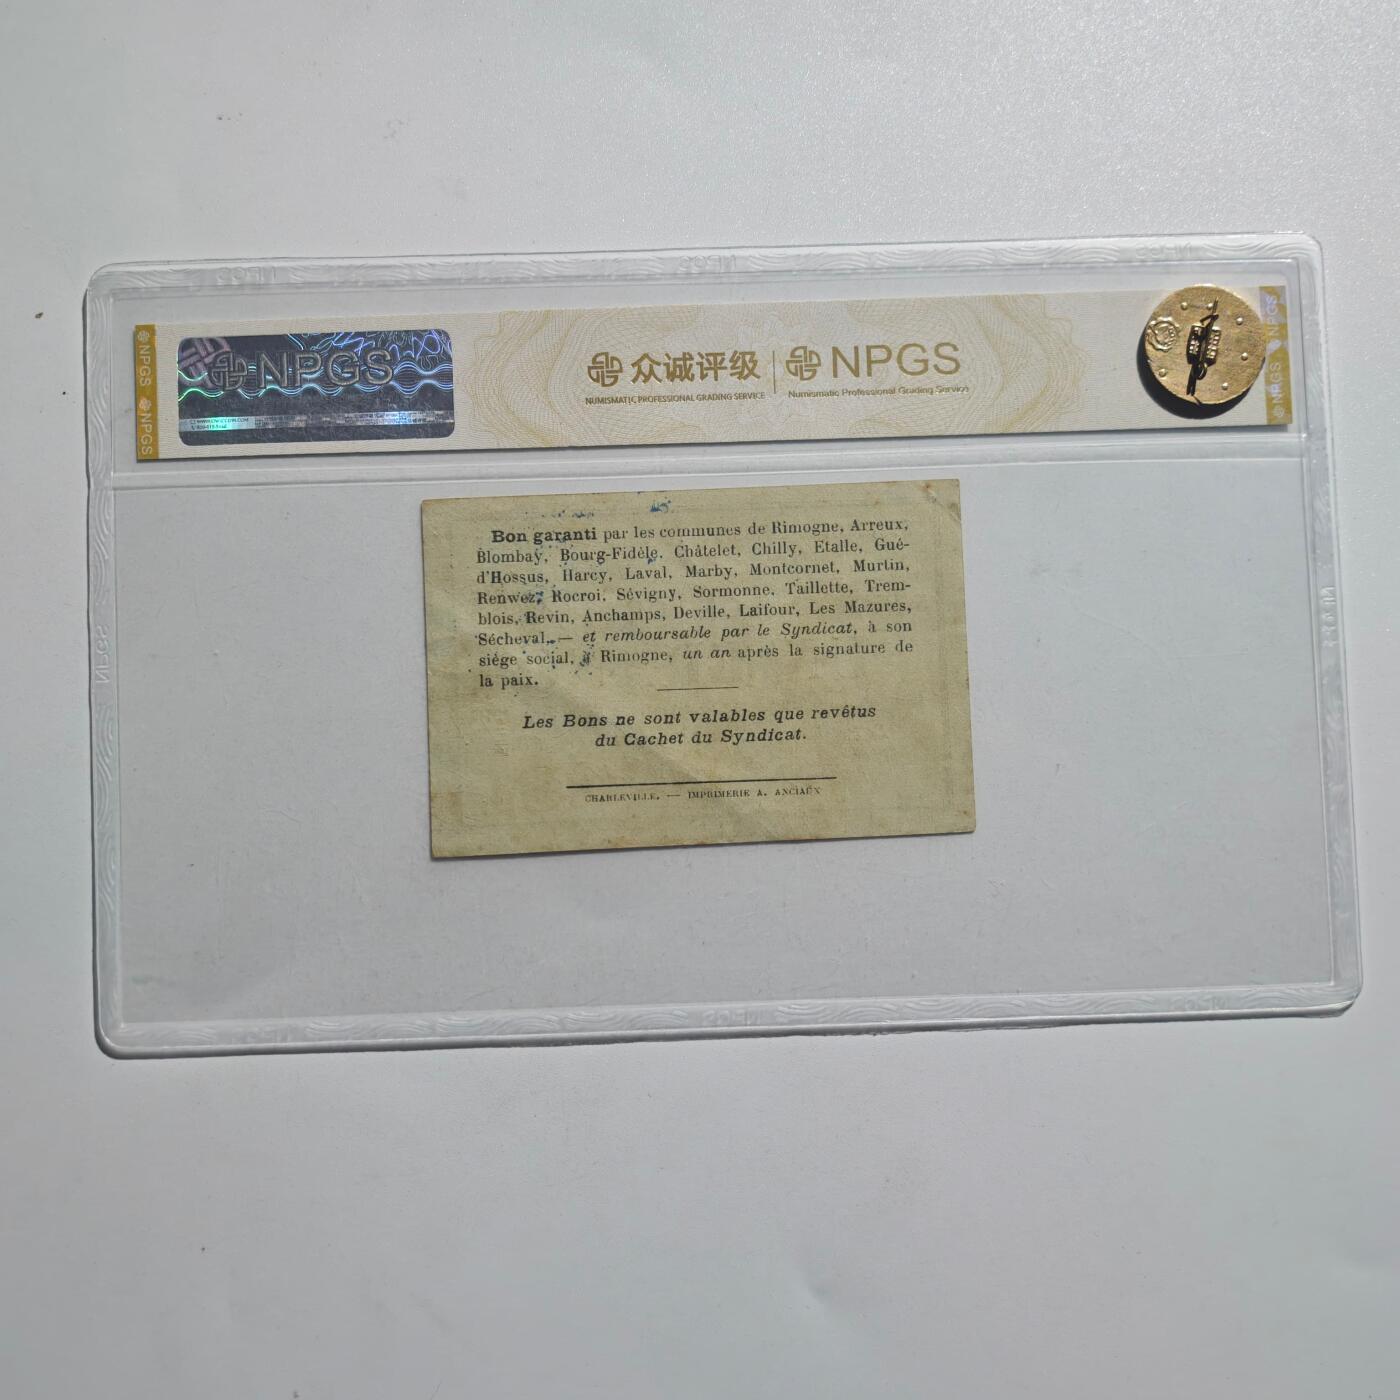 NPGS
众诚评级
NUMISMATIC PROFESSIONAL GRADING SERVICE
NPGS
Numismatic Professional Grading Service
NPGS
NPGS
NPGS
NPGS
Bon garanti par les communes de Rimogne, Arreux,
Blombay, Bourg-Fidèle, Châtelet, Chilly, Etalle, Gué-
d'Hossus, Harcy, Laval, Marby, Montcornet, Murtin,
Renwez, Rocroi, Sévigny, Sormonne, Taillette, Trem-
blois, Revin, Anchamps, Deville, Laifour, Les Mazures,
Sécheval, — et remboursable par le Syndicat, à son
siège social, à Rimogne, un an après la signature de
la paix.
Les Bons ne sont valables que revêtus
du Cachet du Syndicat.
CHARLEVILLE. — IMPRIMERIE A. ANCIAUX